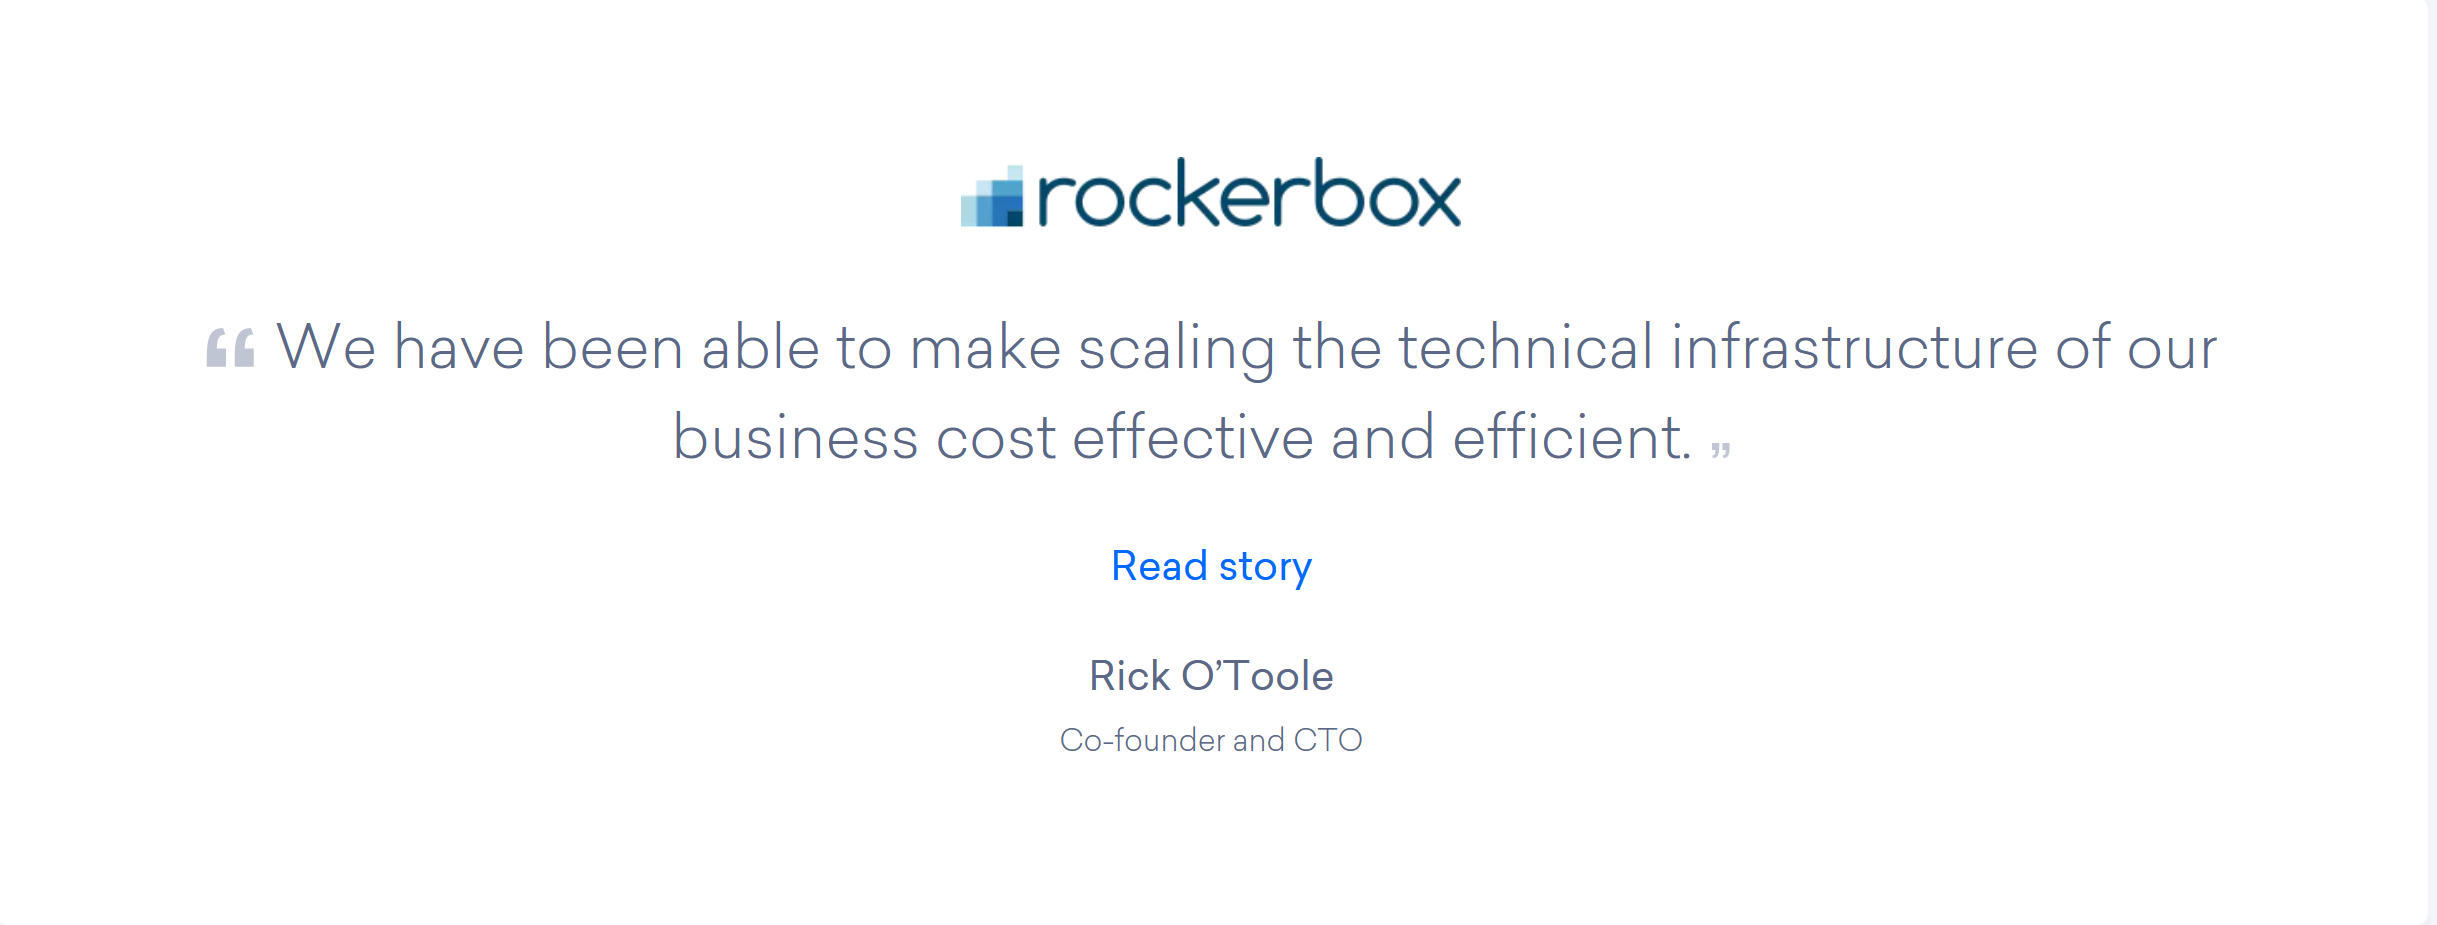 rockerbox
“ We have been able to make scaling the technical infrastructure of our
business cost effective and efficient. ”
Read story
Rick O’Toole
Co-founder and CTO